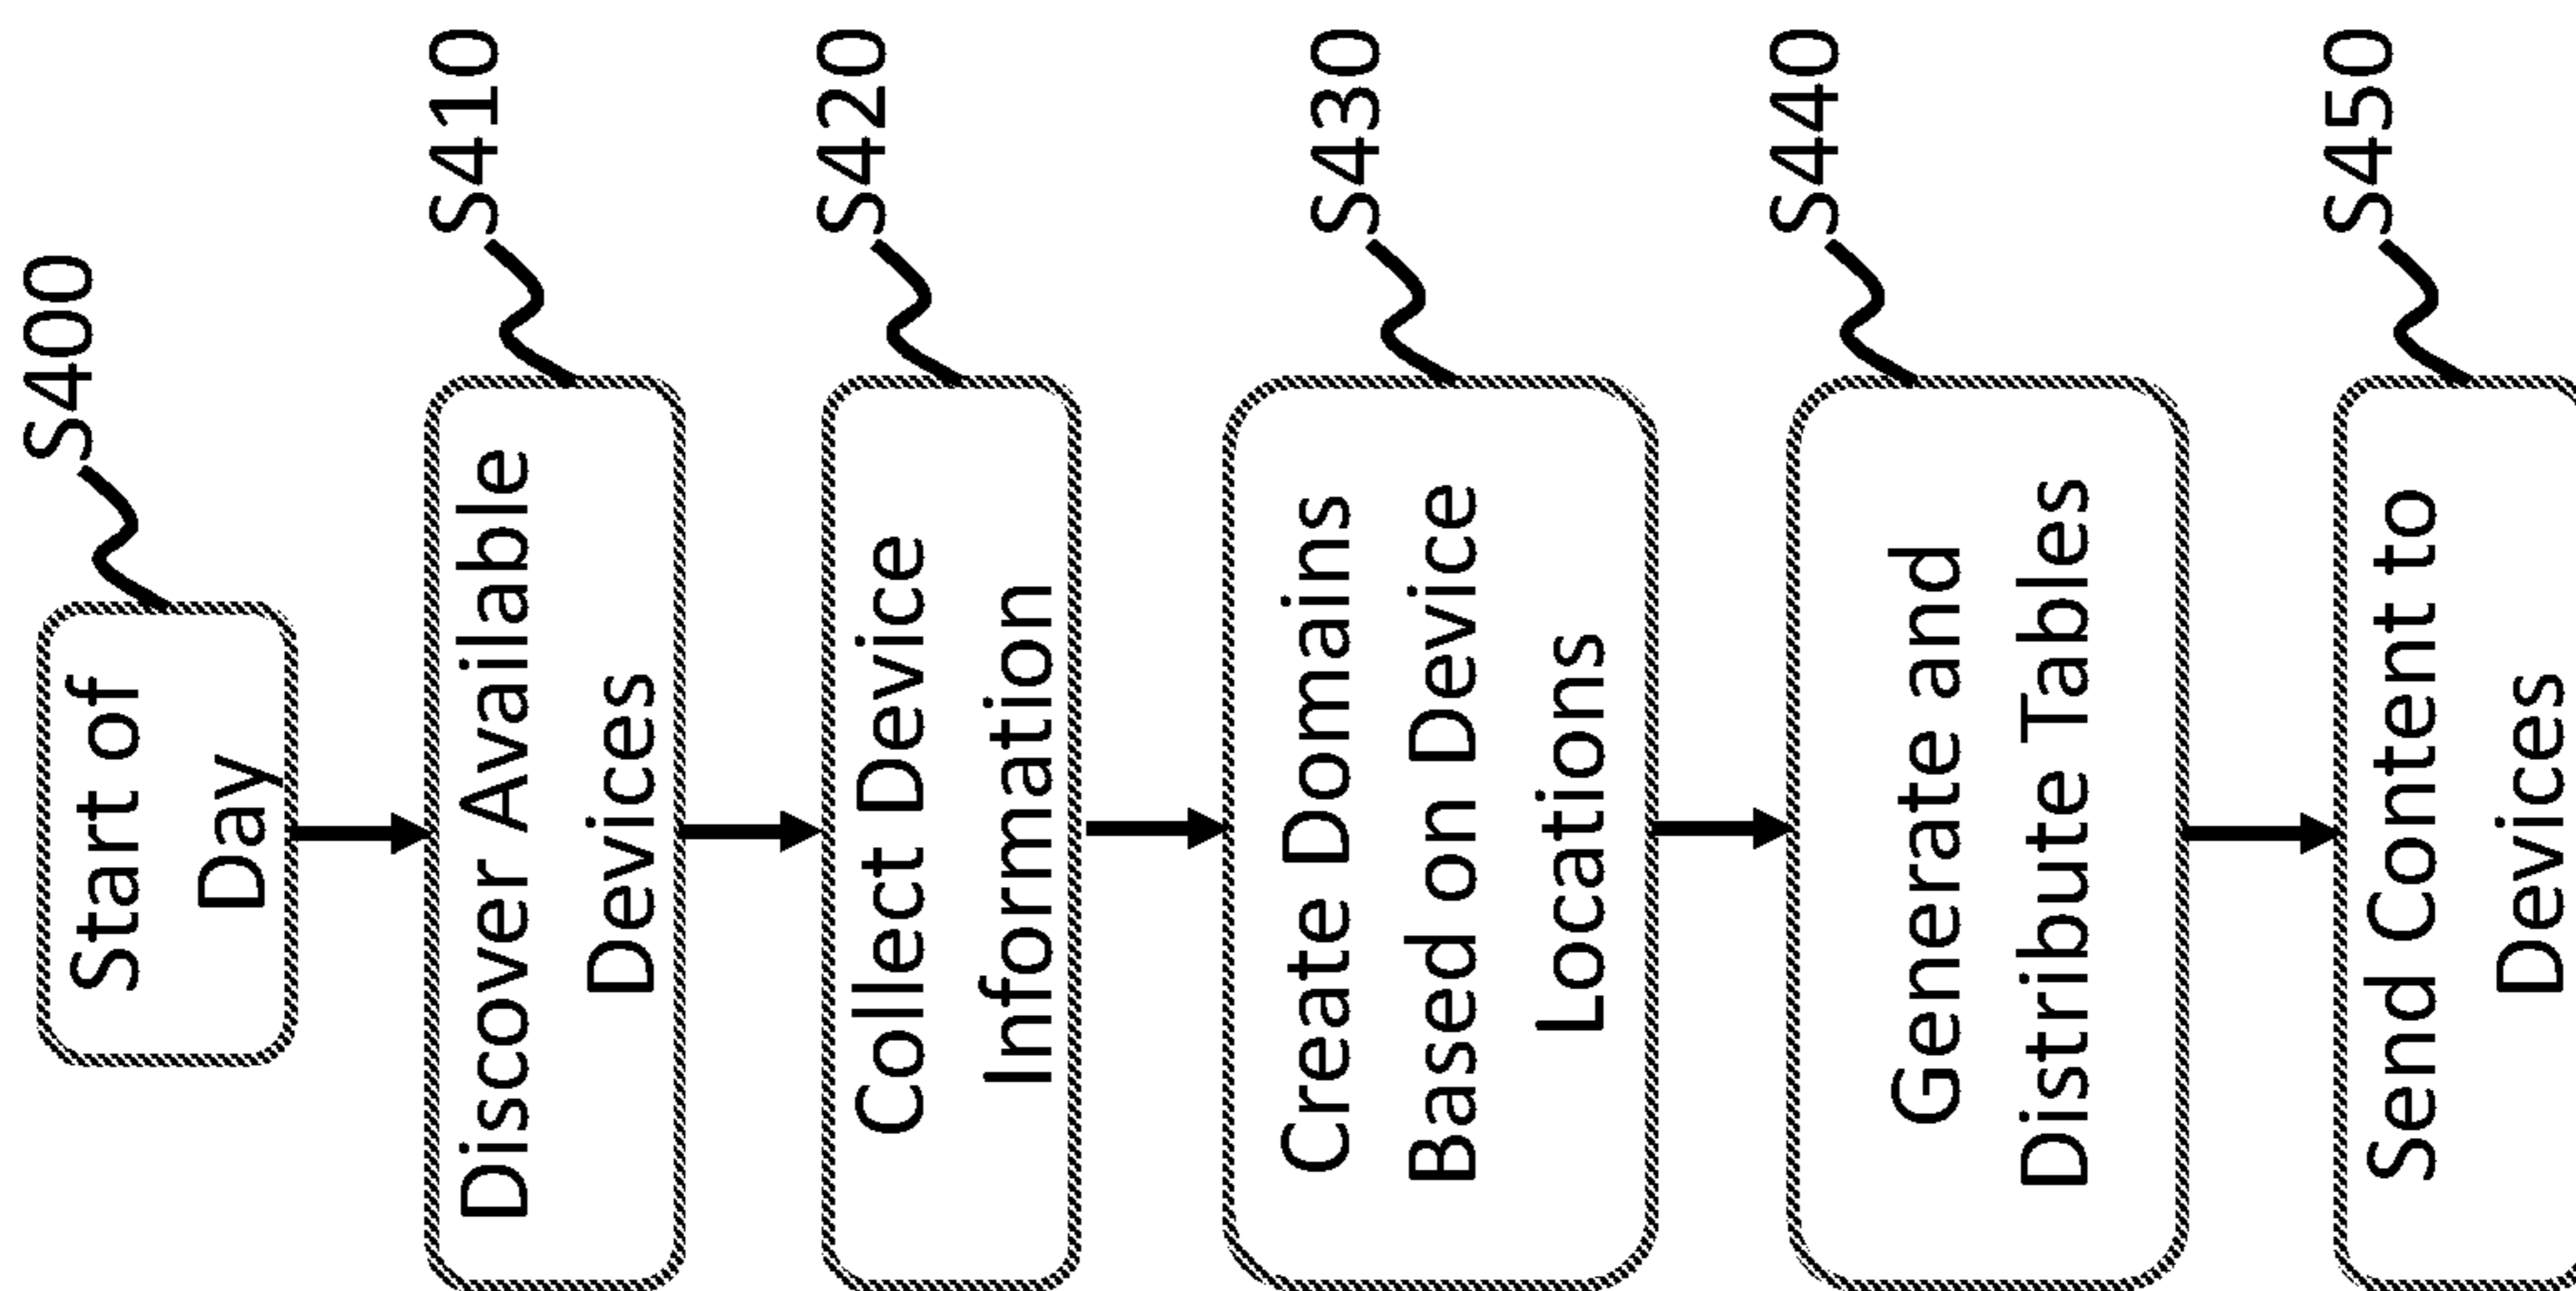 Start of
Day
S400
Discover Available
Devices
S410
Collect Device
Information
S420
Create Domains
Based on Device
Locations
S430
Generate and
Distribute Tables
S440
Send Content to
Devices
S450